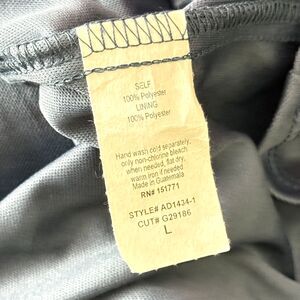 SELF
100% Polyester
LINING
100% Polyester
Hand wash cold separately,
only non-chlorine bleach
when needed, flat dry,
warm iron if needed
Made in Guatemala
RN# 151771
STYLE# AD1434-1
CUT# G29186
L